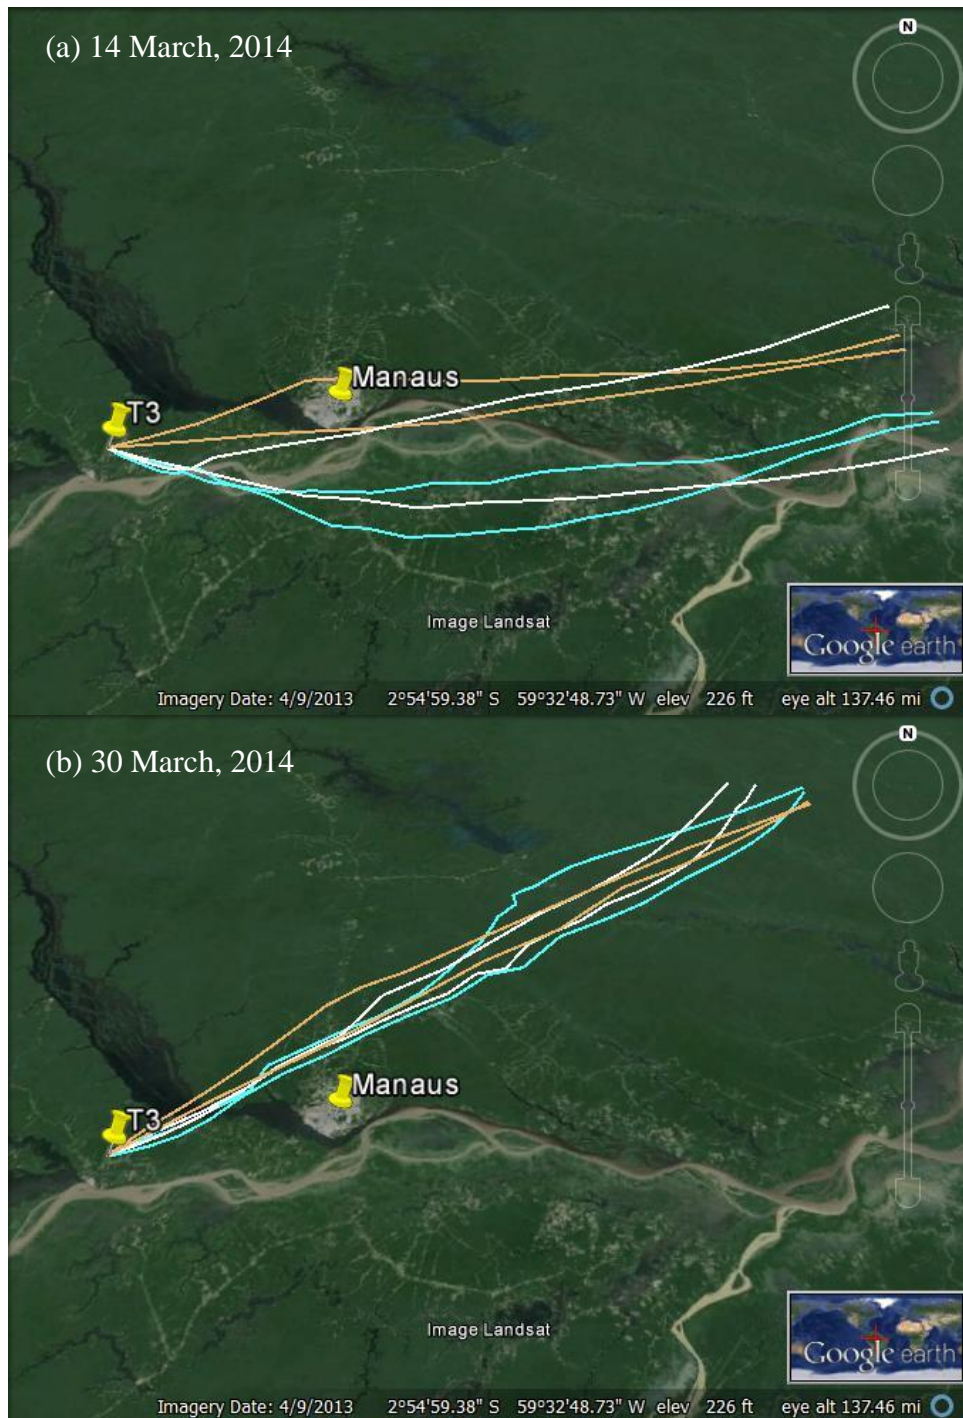 (a) 14 March, 2014
N
Manaus
T3
Image Landsat
Google earth
Imagery Date: 4/9/2013 2°54'59.38" S 59°32'48.73" W elev 226 ft eye alt 137.46 mi
(b) 30 March, 2014
N
Manaus
T3
Image Landsat
Google earth
Imagery Date: 4/9/2013 2°54'59.38" S 59°32'48.73" W elev 226 ft eye alt 137.46 mi